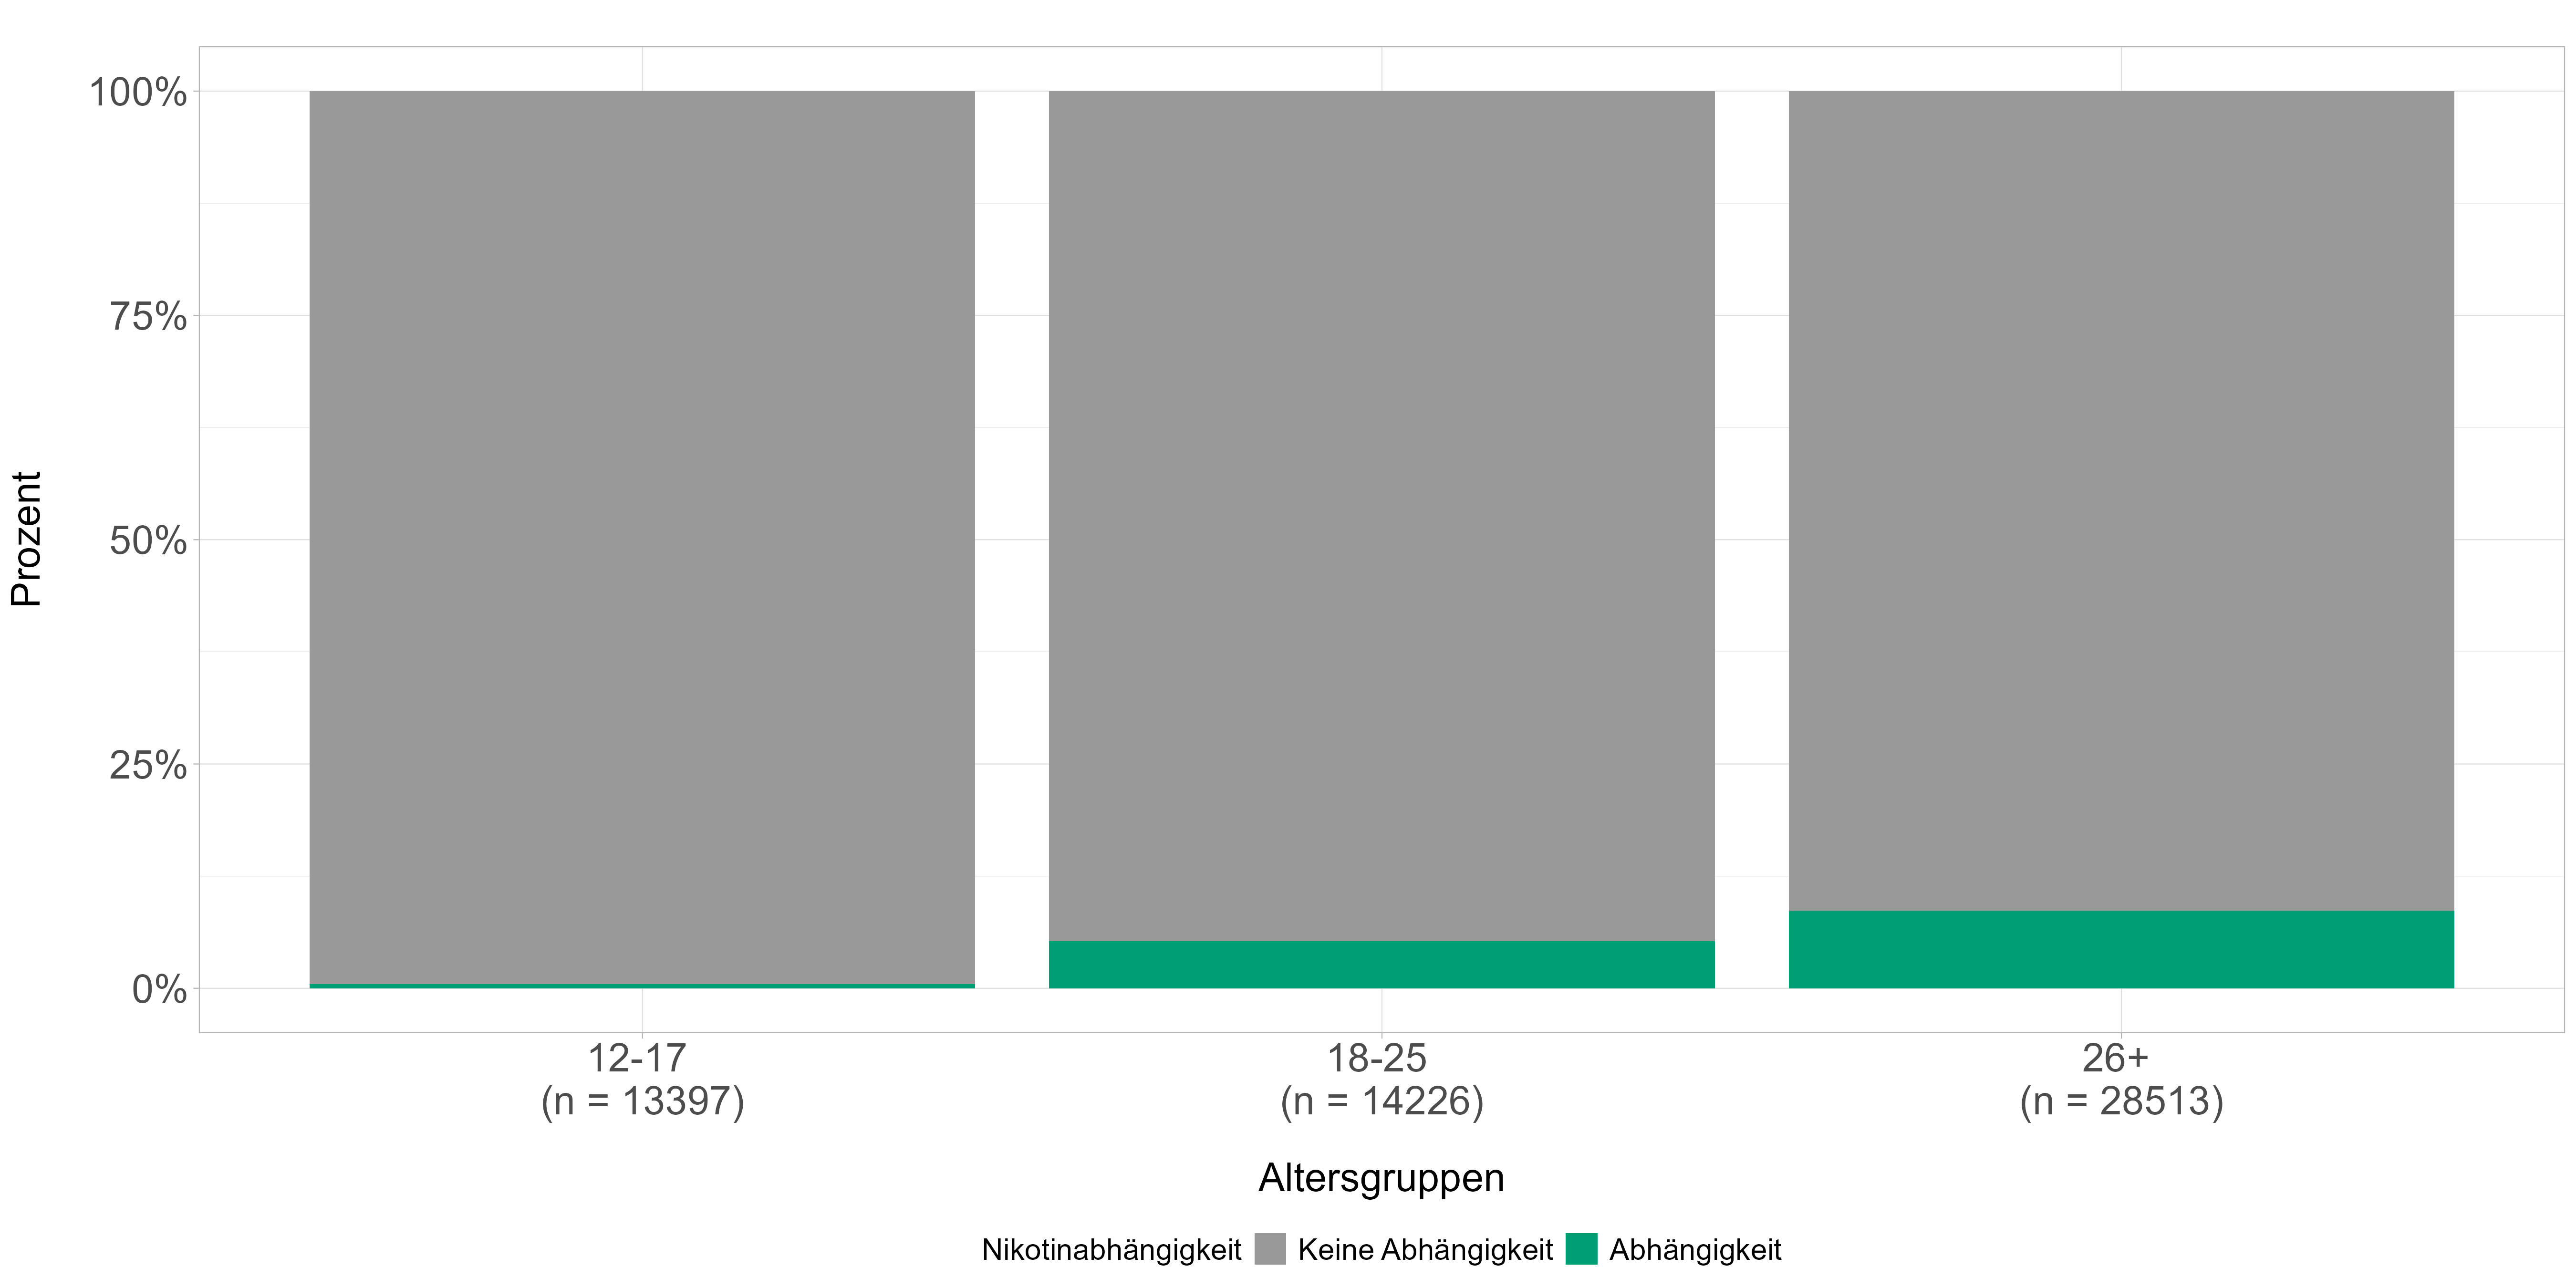 100%
75%
50%
25%
0%
Prozent
12-17
(n = 13397)
18-25
(n = 14226)
26+
(n = 28513)
Altersgruppen
Nikotinabhängigkeit Keine Abhängigkeit Abhängigkeit